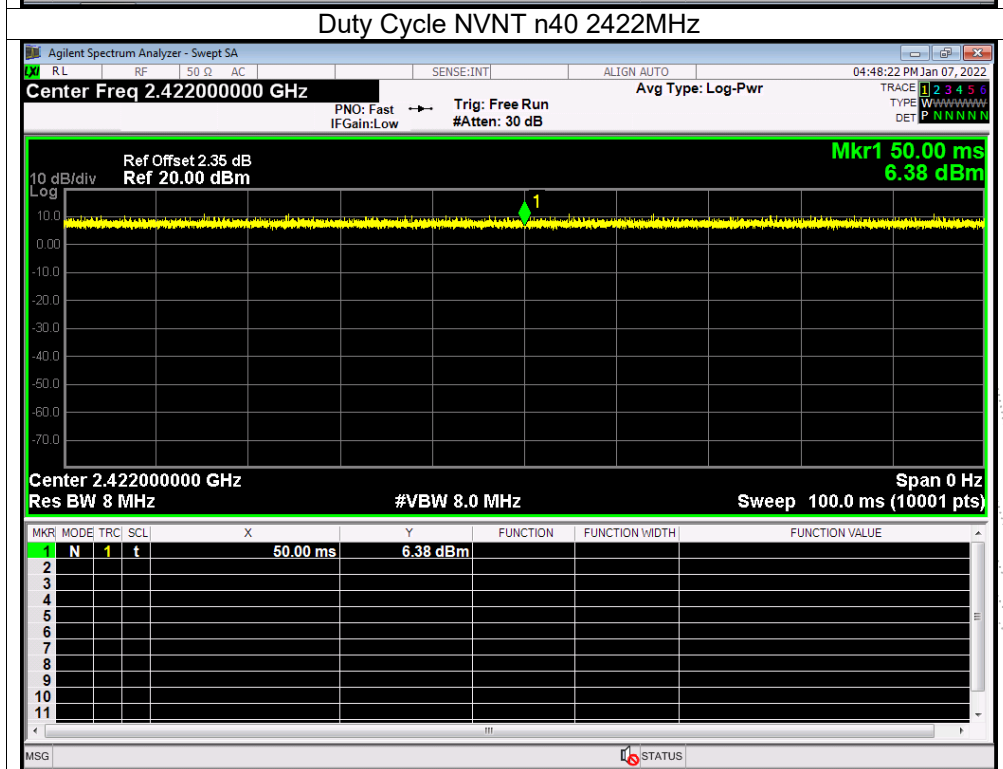 Duty Cycle NVNT n40 2422MHz
Agilent Spectrum Analyzer - Swept SA
LXI RL RF 50 Ω AC SENSE:INT ALIGN AUTO 04:48:22 PM Jan 07, 2022
Center Freq 2.422000000 GHz Avg Type: Log-Pwr TRACE 1 2 3 4 5 6
PNO: Fast Trig: Free Run TYPE WWWWWW
IFGain:Low #Atten: 30 dB DET P N N N N N
Mkr1 50.00 ms
Ref Offset 2.35 dB
10 dB/div Ref 20.00 dBm 6.38 dBm
Log
1
10.0
0.00
-10.0
-20.0
-30.0
-40.0
-50.0
-60.0
-70.0
Center 2.422000000 GHz Span 0 Hz
Res BW 8 MHz #VBW 8.0 MHz Sweep 100.0 ms (10001 pts)
MKR MODE TRC SCL X Y FUNCTION FUNCTION WIDTH FUNCTION VALUE
1 N 1 t 50.00 ms 6.38 dBm
2
3
4
5
6
7
8
9
10
11
MSG STATUS